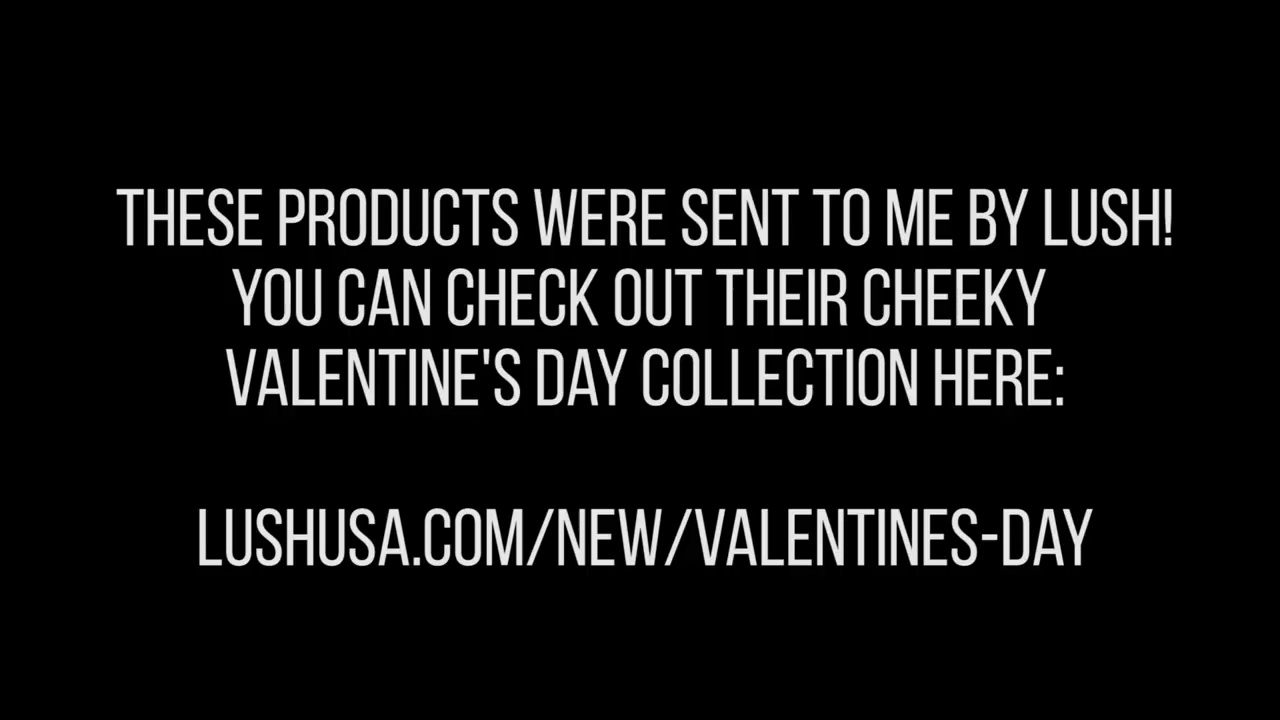 THESE PRODUCTS WERE SENT TO ME BY LUSH!
YOU CAN CHECK OUT THEIR CHEEKY
VALENTINE'S DAY COLLECTION HERE:
LUSHUSA.COM/NEW/VALENTINES-DAY